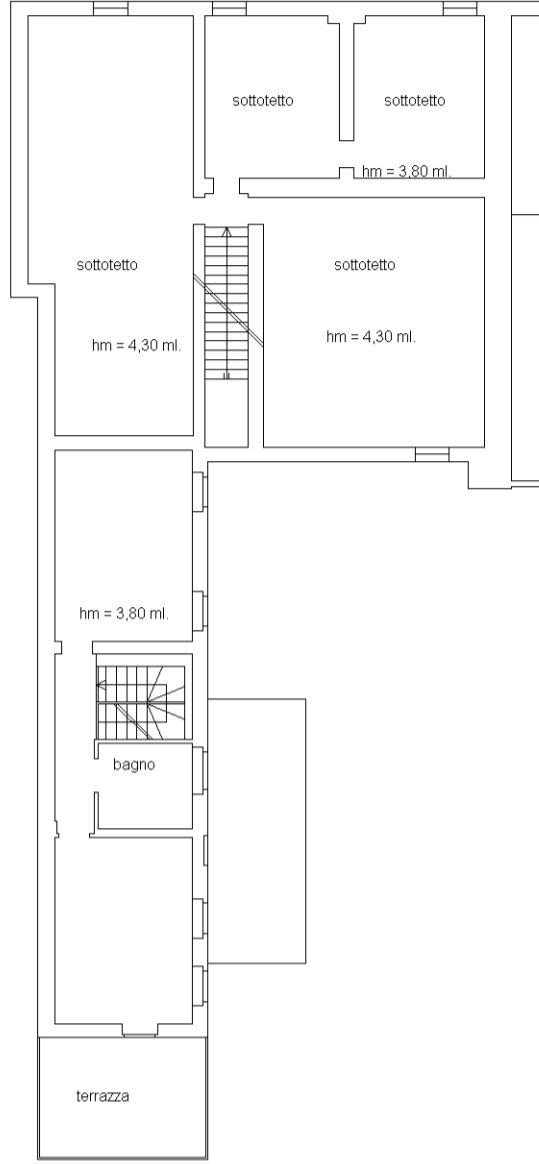 sottotetto
sottotetto
hm = 3,80 ml.
sottotetto
sottotetto
hm = 4,30 ml.
hm = 4,30 ml.
hm = 3,80 ml.
bagno
terrazza